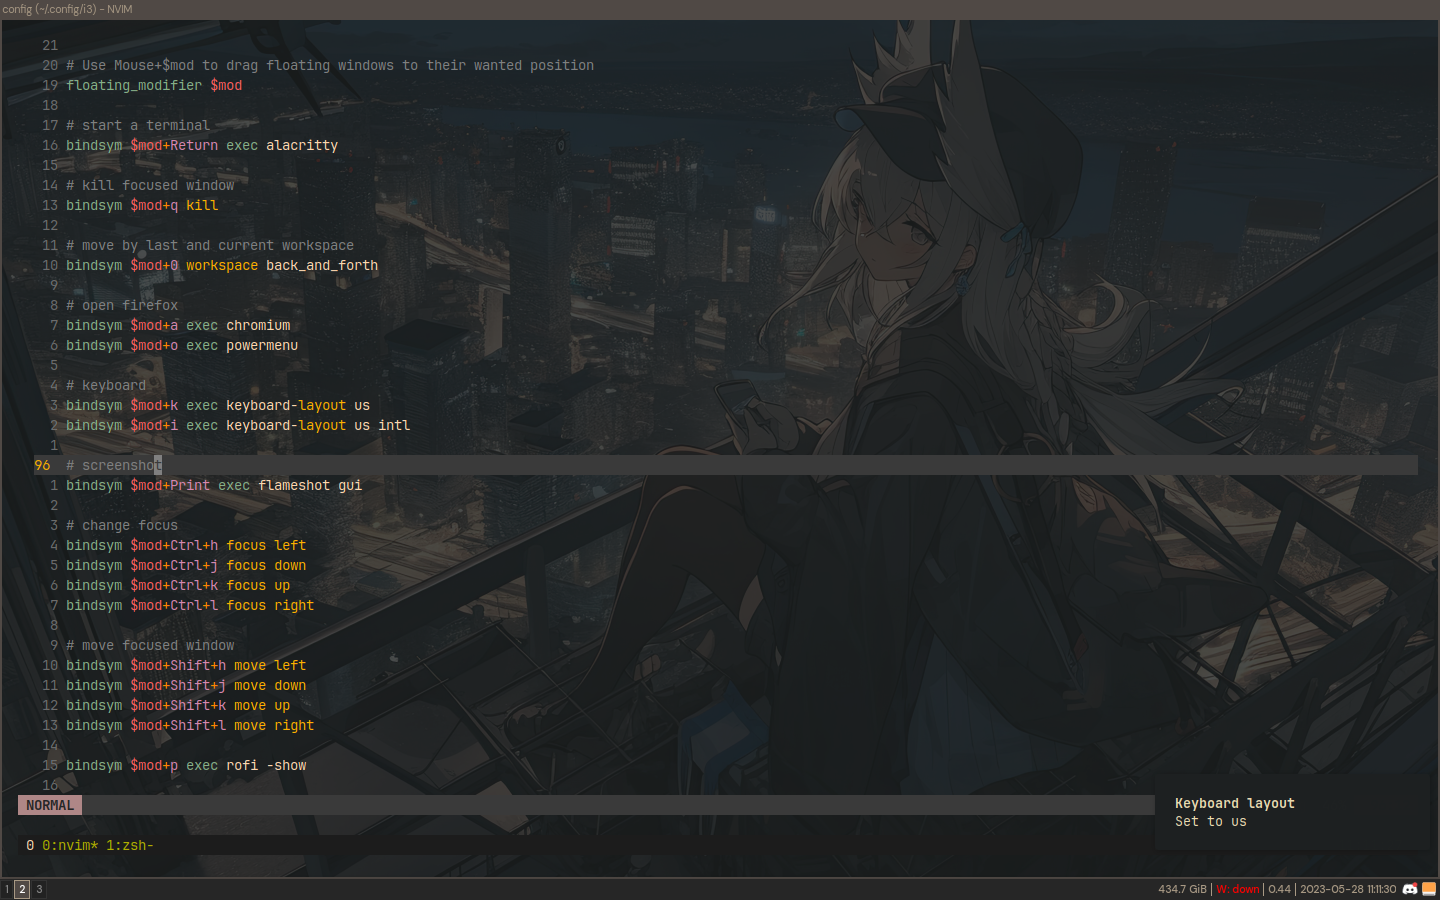 config (~/.config/i3) - NVIM
21
20 # Use Mouse+$mod to drag floating windows to their wanted position
19 floating_modifier $mod
18
17 # start a terminal
16 bindsym $mod+Return exec alacritty
15
14 # kill focused window
13 bindsym $mod+q kill
12
11 # move by last and current workspace
10 bindsym $mod+0 workspace back_and_forth
9
8 # open firefox
7 bindsym $mod+a exec chromium
6 bindsym $mod+o exec powermenu
5
4 # keyboard
3 bindsym $mod+k exec keyboard-layout us
2 bindsym $mod+i exec keyboard-layout us intl
1
96 # screenshot
1 bindsym $mod+Print exec flameshot gui
2
3 # change focus
4 bindsym $mod+Ctrl+h focus left
5 bindsym $mod+Ctrl+j focus down
6 bindsym $mod+Ctrl+k focus up
7 bindsym $mod+Ctrl+l focus right
8
9 # move focused window
10 bindsym $mod+Shift+h move left
11 bindsym $mod+Shift+j move down
12 bindsym $mod+Shift+k move up
13 bindsym $mod+Shift+l move right
14
15 bindsym $mod+p exec rofi -show
16
NORMAL
Keyboard layout
Set to us
0 0:nvim* 1:zsh-
1 2 3
434.7 GiB | W: down | 0.44 | 2023-05-28 11:11:30